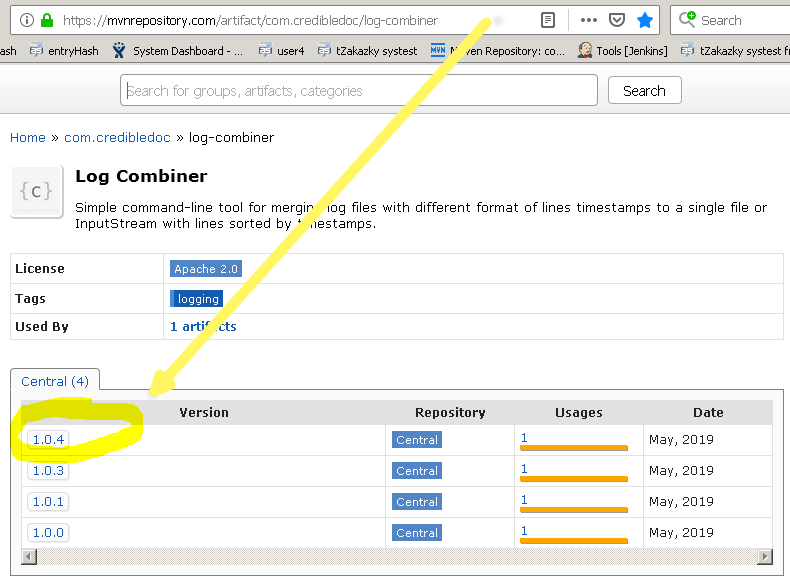 https://mvnrepository.com/artifact/com.credibledoc/log-combiner
Search
ash entryHash System Dashboard - ... user4 tZakazky systest Maven Repository: co... Tools [Jenkins] tZakazky systest fr
Search for groups, artifacts, categories Search
Home » com.credibledoc » log-combiner
{c}
Log Combiner
Simple command-line tool for merging log files with different format of lines timestamps to a single file or
InputStream with lines sorted by timestamps.
License Apache 2.0
Tags logging
Used By 1 artifacts
Central (4)
Version Repository Usages Date
1.0.4 Central 1 May, 2019
1.0.3 Central 1 May, 2019
1.0.1 Central 1 May, 2019
1.0.0 Central 1 May, 2019